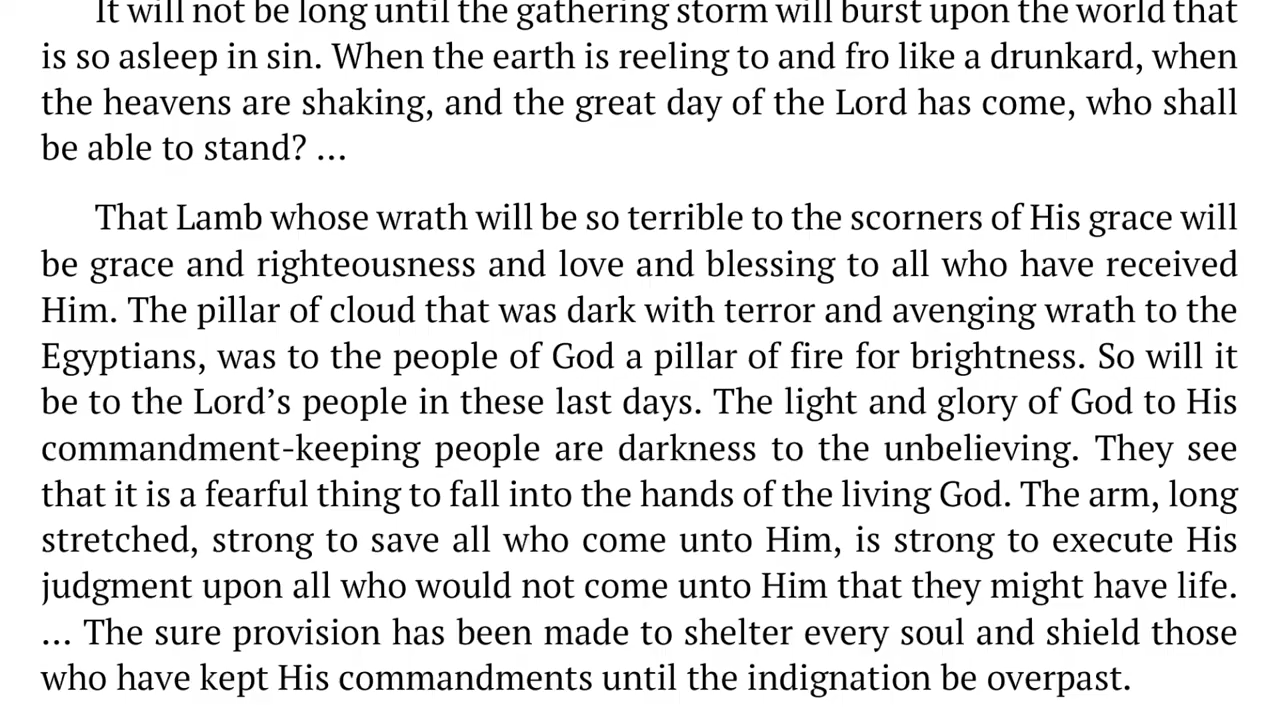 It will not be long until the gathering storm will burst upon the world that
is so asleep in sin. When the earth is reeling to and fro like a drunkard, when
the heavens are shaking, and the great day of the Lord has come, who shall
be able to stand? ...
That Lamb whose wrath will be so terrible to the scorners of His grace will
be grace and righteousness and love and blessing to all who have received
Him. The pillar of cloud that was dark with terror and avenging wrath to the
Egyptians, was to the people of God a pillar of fire for brightness. So will it
be to the Lord’s people in these last days. The light and glory of God to His
commandment-keeping people are darkness to the unbelieving. They see
that it is a fearful thing to fall into the hands of the living God. The arm, long
stretched, strong to save all who come unto Him, is strong to execute His
judgment upon all who would not come unto Him that they might have life.
... The sure provision has been made to shelter every soul and shield those
who have kept His commandments until the indignation be overpast.